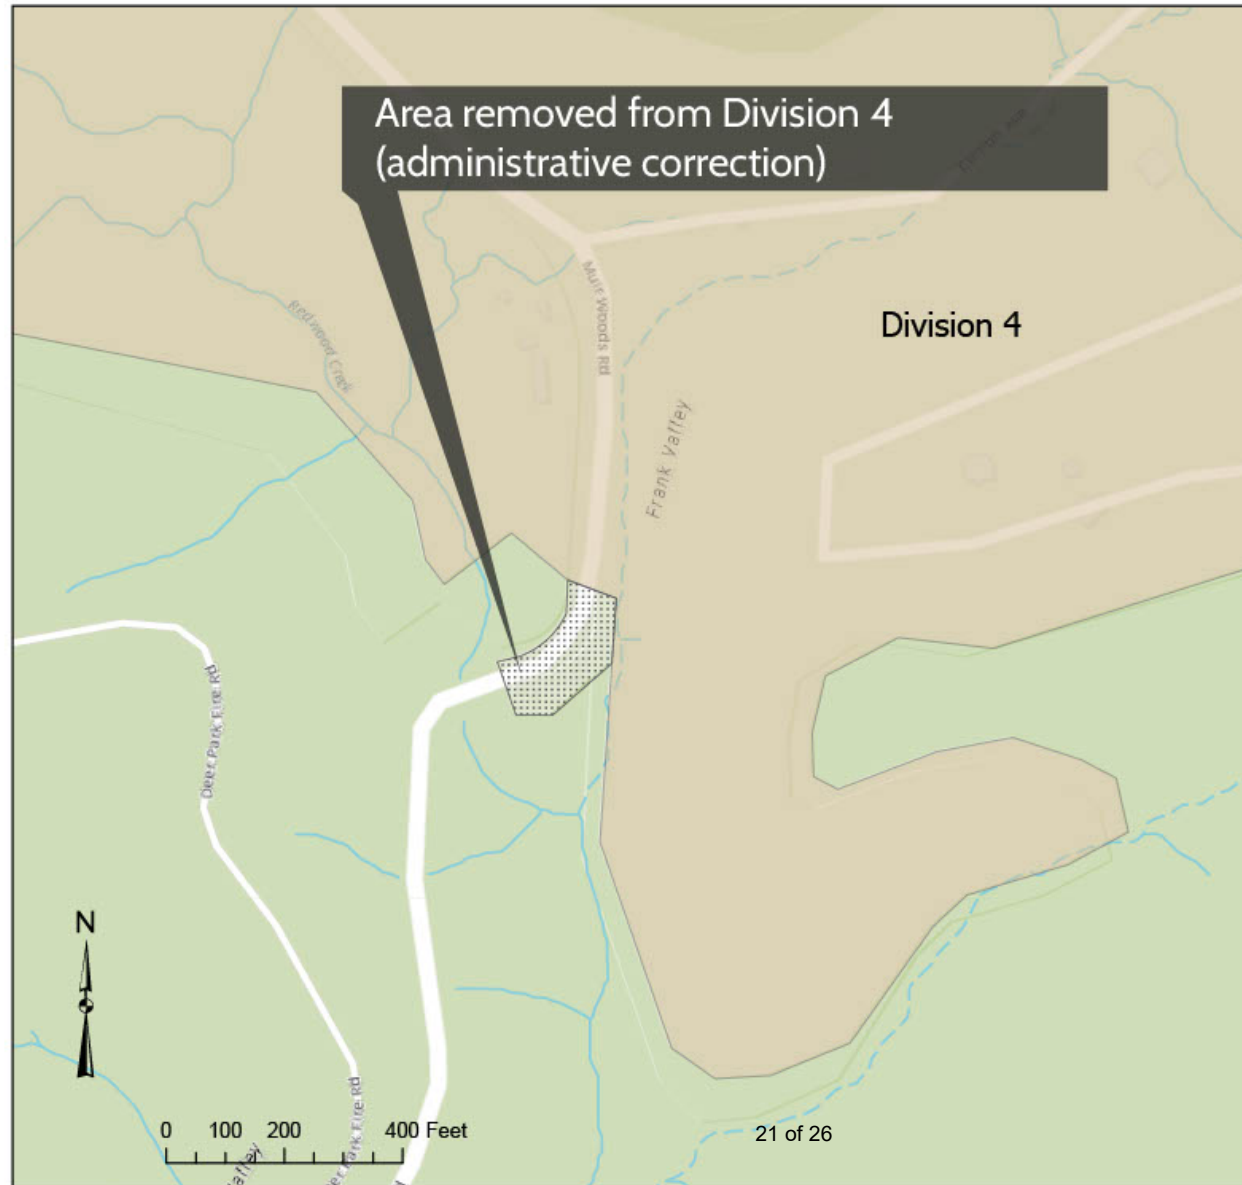 Area removed from Division 4
(administrative correction)
Muir Woods Rd
Division 4
Redwood Creek
Frank Valley
Deer Park Fire Rd
N
0 100 200 400 Feet
21 of 26
Park Fire Rd